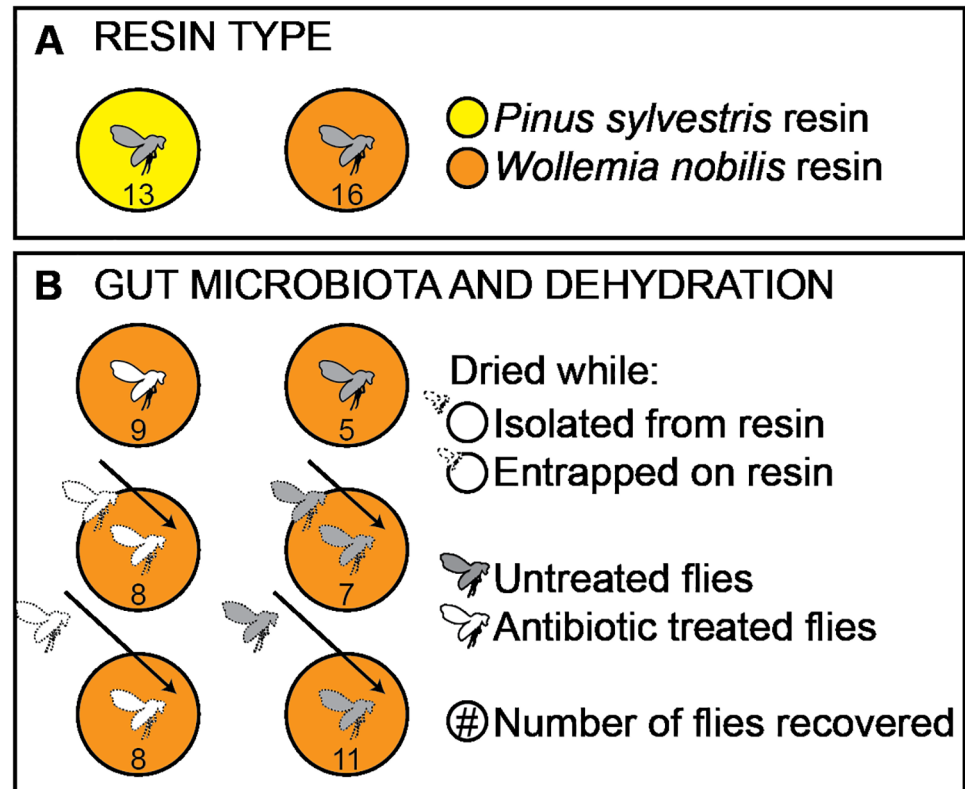 A RESIN TYPE
13
16
Pinus sylvestris resin
Wollemia nobilis resin
B GUT MICROBIOTA AND DEHYDRATION
9
5
Dried while:
Isolated from resin
Entrapped on resin
8
7
Untreated flies
Antibiotic treated flies
8
11
# Number of flies recovered